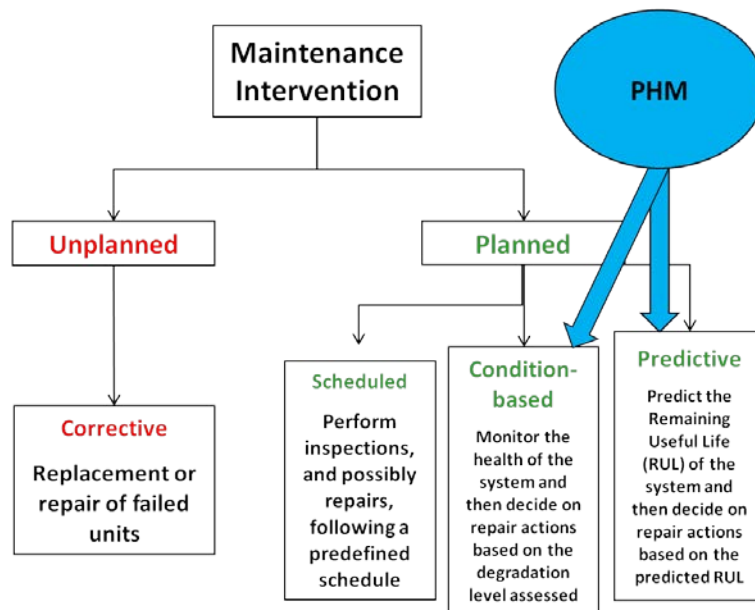 Maintenance
Intervention
PHM
Unplanned
Planned
Corrective
Replacement or
repair of failed
units
Scheduled
Perform
inspections,
and possibly
repairs,
following a
predefined
schedule
Condition-
based
Monitor the
health of the
system and
then decide on
repair actions
based on the
degradation
level assessed
Predictive
Predict the
Remaining
Useful Life
(RUL) of the
system and
then decide on
repair actions
based on the
predicted RUL